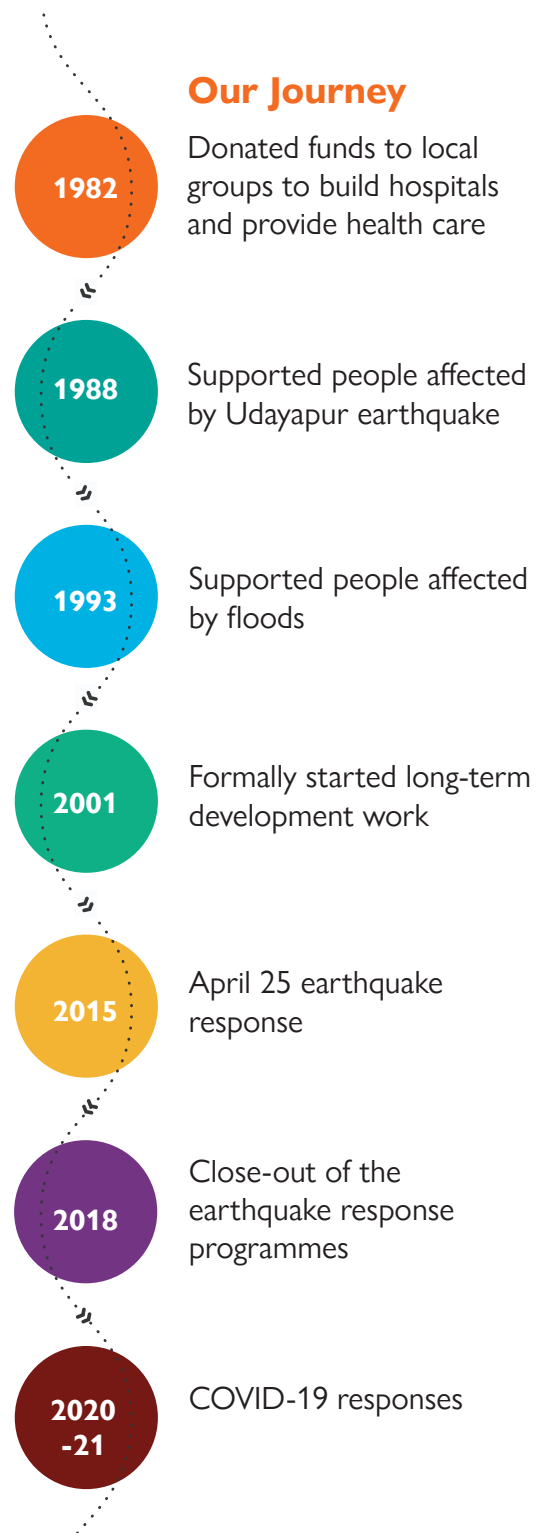 Our Journey
1982
Donated funds to local
groups to build hospitals
and provide health care
1988
Supported people affected
by Udayapur earthquake
1993
Supported people affected
by floods
2001
Formally started long-term
development work
2015
April 25 earthquake
response
2018
Close-out of the
earthquake response
programmes
2020
-21
COVID-19 responses